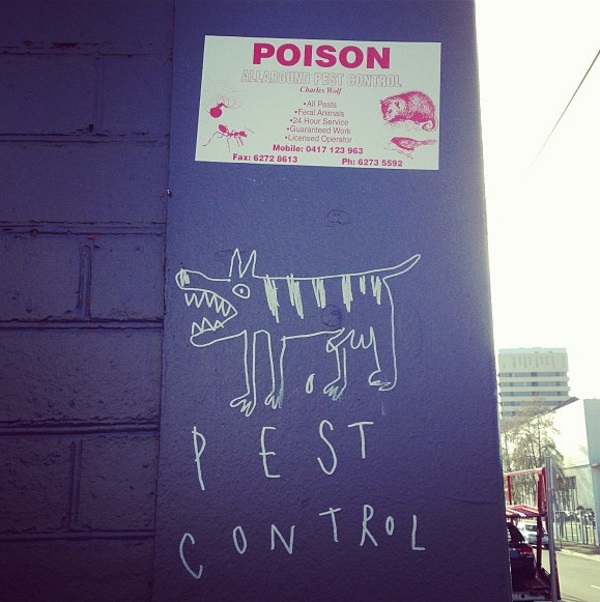 POISON
ALLAROUND PEST CONTROL
Charles Wolf
•All Pests
•Feral Animals
•24 Hour Service
•Guaranteed Work
•Licensed Operator
Mobile: 0417 123 963
Fax: 6272 8613 Ph: 6273 5592
PEST
CONTROL